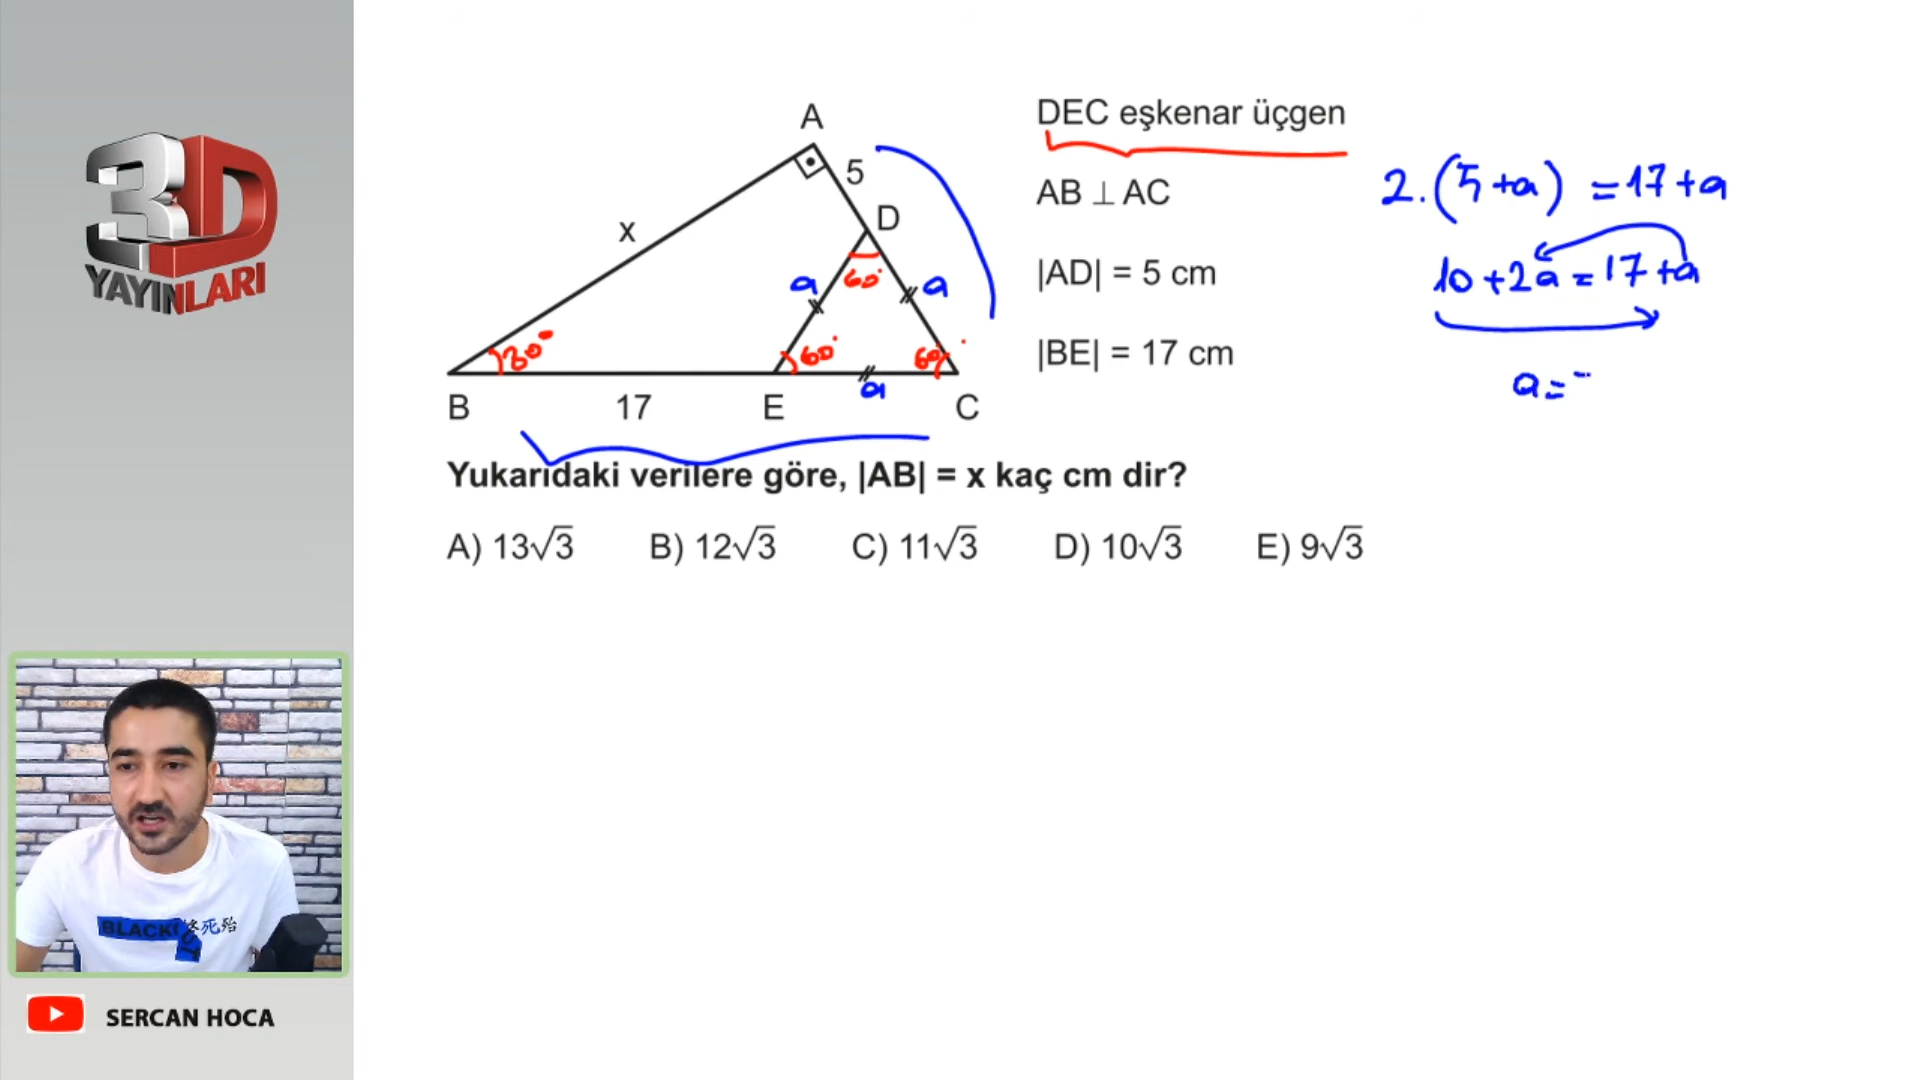 3D
YAYINLARI
A
5
D
x
60°
a
a
30°
60°
60°
a
B
17
E
C
DEC eşkenar üçgen
AB ⊥ AC
|AD| = 5 cm
|BE| = 17 cm
2.(5+a) = 17+a
10+2a = 17+a
a =
Yukarıdaki verilere göre, |AB| = x kaç cm dir?
A) 13√3 B) 12√3 C) 11√3 D) 10√3 E) 9√3
死殆
SERCAN HOCA